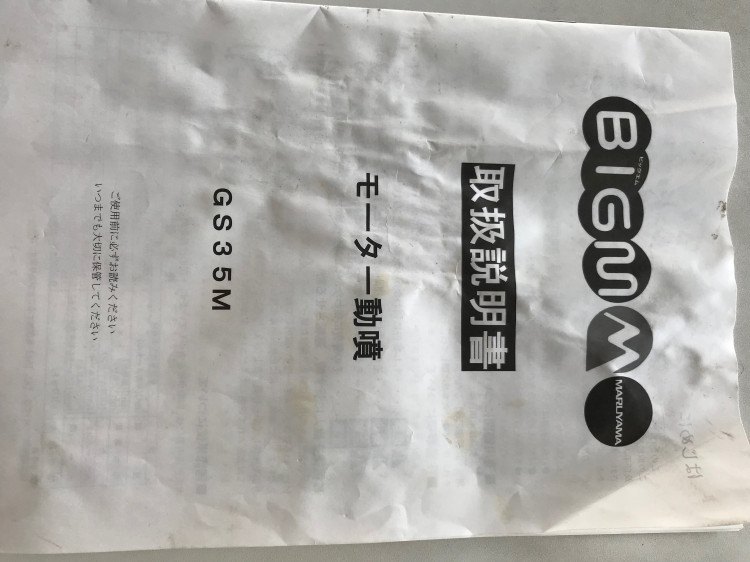 BIGM
ビッグエム
M
MARUYAMA
取扱説明書
モーター動噴
GS35M
ご使用前に必ずお読みください
いつまでも大切に保管してください